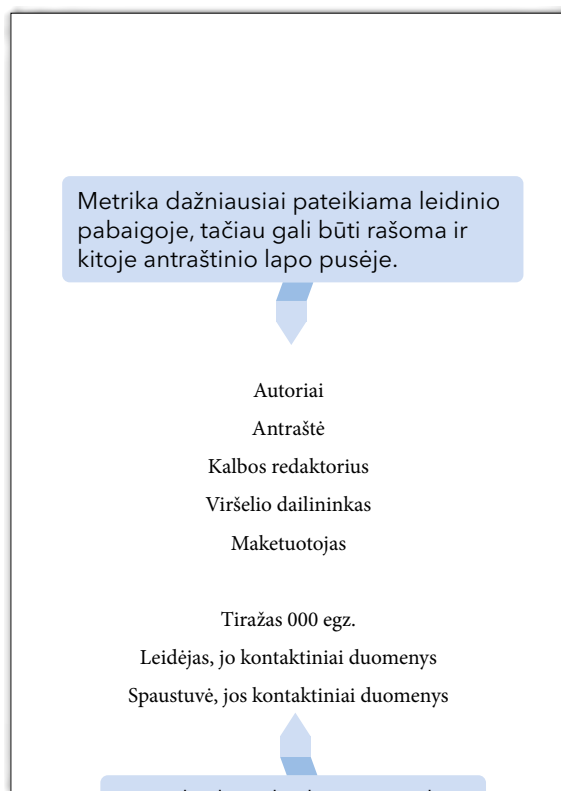 Metrika dažniausiai pateikiama leidinio
pabaigoje, tačiau gali būti rašoma ir
kitoje antraštinio lapo pusėje.
Autoriai
Antraštė
Kalbos redaktorius
Viršelio dailininkas
Maketuotojas
Tiražas 000 egz.
Leidėjas, jo kontaktiniai duomenys
Spaustuvė, jos kontaktiniai duomenys